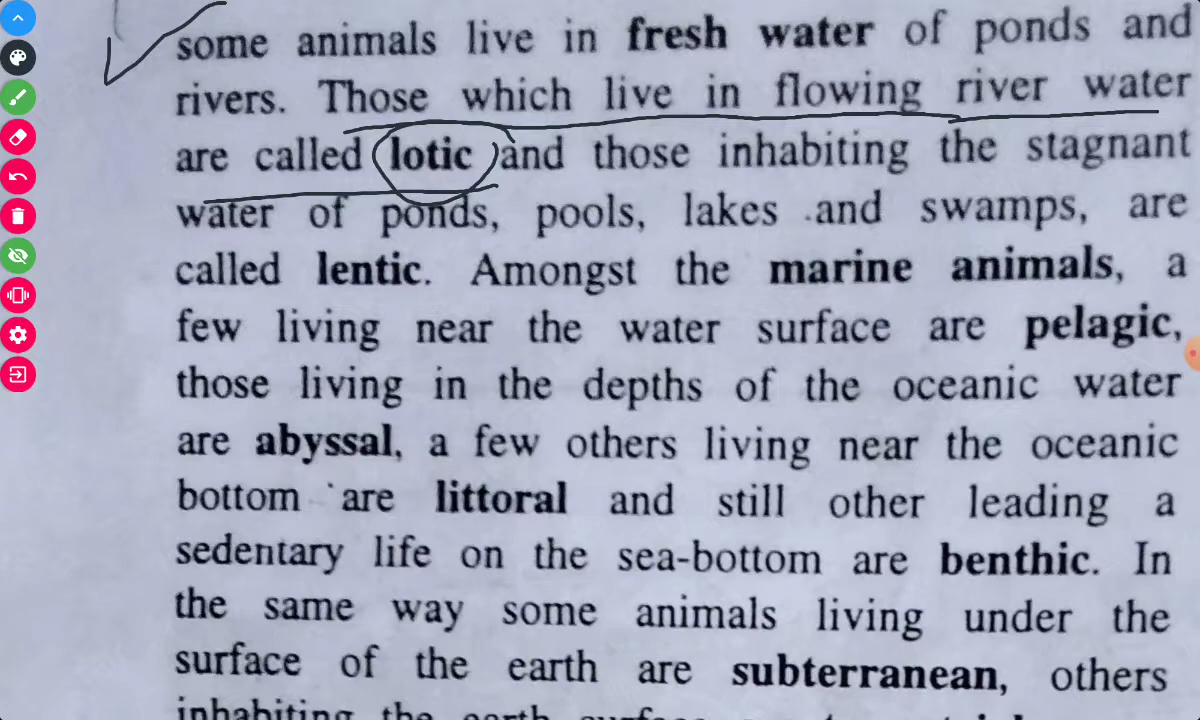 some animals live in fresh water of ponds and
rivers. Those which live in flowing river water
are called lotic and those inhabiting the stagnant
water of ponds, pools, lakes and swamps, are
called lentic. Amongst the marine animals, a
few living near the water surface are pelagic,
those living in the depths of the oceanic water
are abyssal, a few others living near the oceanic
bottom are littoral and still other leading a
sedentary life on the sea-bottom are benthic. In
the same way some animals living under the
surface of the earth are subterranean, others
inhabiting the earth surface